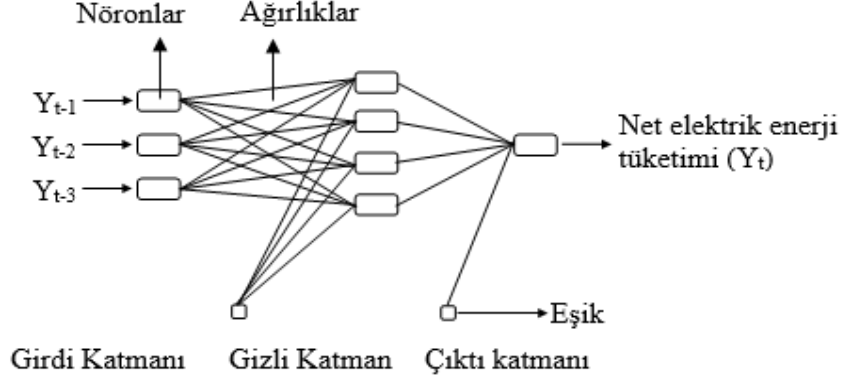 Nöronlar
Ağırlıklar
Yt-1
Yt-2
Yt-3
Net elektrik enerji
tüketimi (Yt)
Eşik
Girdi Katmanı
Gizli Katman
Çıktı katmanı